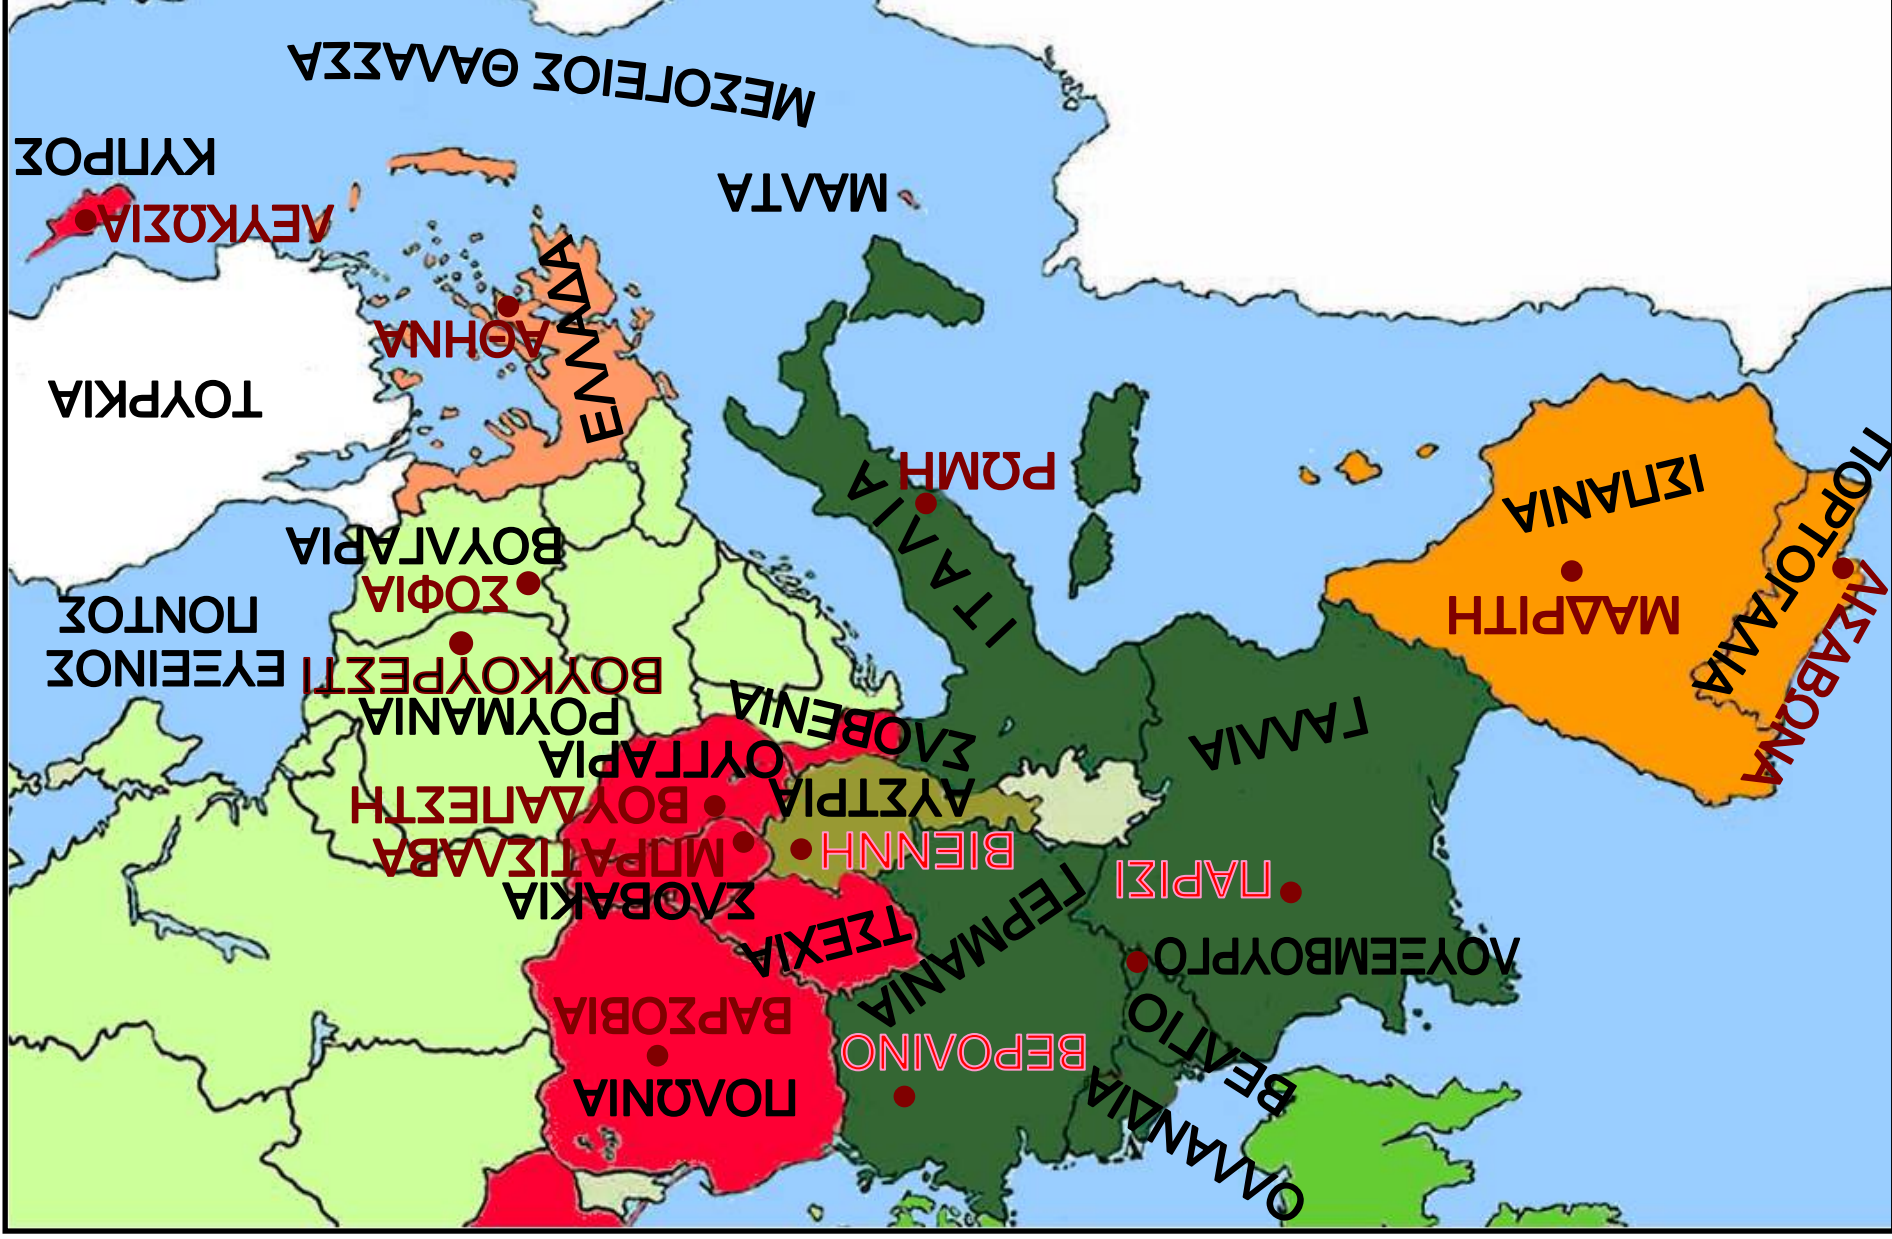 ΟΛΛΑΝΔΙΑ
ΒΕΛΓΙΟ
ΠΟΛΩΝΙΑ
ΒΕΡΟΛΙΝΟ
ΒΑΡΣΟΒΙΑ
ΛΟΥΞΕΜΒΟΥΡΓΟ
ΓΕΡΜΑΝΙΑ
ΤΣΕΧΙΑ
ΣΛΟΒΑΚΙΑ
ΠΑΡΙΣΙ
ΒΙΕΝΝΗ
ΜΠΡΑΤΙΣΛΑΒΑ
ΑΥΣΤΡΙΑ
ΒΟΥΔΑΠΕΣΤΗ
ΓΑΛΛΙΑ
ΣΛΟΒΕΝΙΑ
ΟΥΓΓΑΡΙΑ
ΡΟΥΜΑΝΙΑ
ΒΟΥΚΟΥΡΕΣΤΙ
ΕΥΞΕΙΝΟΣ
ΠΟΝΤΟΣ
ΛΙΣΑΒΩΝΑ
ΠΟΡΤΟΓΑΛΙΑ
ΜΑΔΡΙΤΗ
ΙΣΠΑΝΙΑ
ΙΤΑΛΙΑ
ΡΩΜΗ
ΣΟΦΙΑ
ΒΟΥΛΓΑΡΙΑ
ΤΟΥΡΚΙΑ
ΕΛΛΑΔΑ
ΑΘΗΝΑ
ΛΕΥΚΩΣΙΑ
ΜΑΛΤΑ
ΚΥΠΡΟΣ
ΜΕΣΟΓΕΙΟΣ ΘΑΛΑΣΣΑ